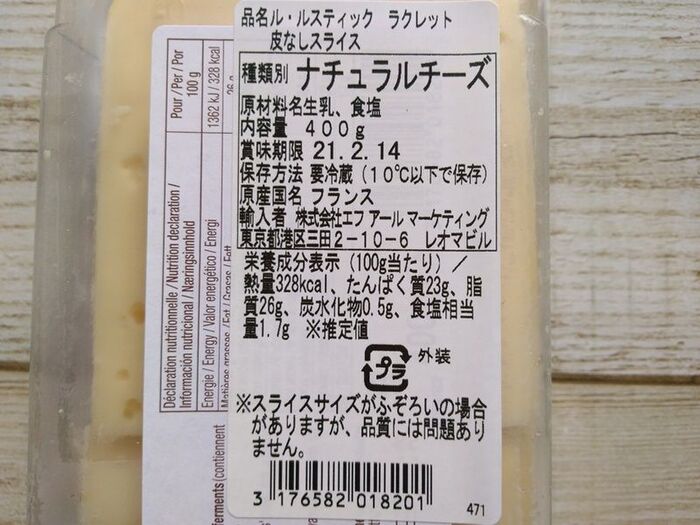 品名ル・ルスティック ラクレット
皮なしスライス
種類別 ナチュラルチーズ
原材料名生乳、食塩
内容量 400g
賞味期限 21.2.14
保存方法 要冷蔵(10℃以下で保存)
原産国名 フランス
輸入者 株式会社エフ アール マーケティング
東京都港区三田2-10-6 レオマビル
栄養成分表示(100g当たり)/
熱量328kcal、たんぱく質23g、脂
質26g、炭水化物0.5g、食塩相当
量1.7g ※推定値
プラ 外装
※スライスサイズがふぞろいの場合
がありますが、品質には問題あり
ません。
3 176582 018201
471
Déclaration nutritionnelle / Nutrition declaration /
Información nutricional / Næringsinnhold
Pour / Per / Por
100 g
Energie / Energy / Valor energético / Energi
1362 kJ / 328 kcal
ferments (contiennent